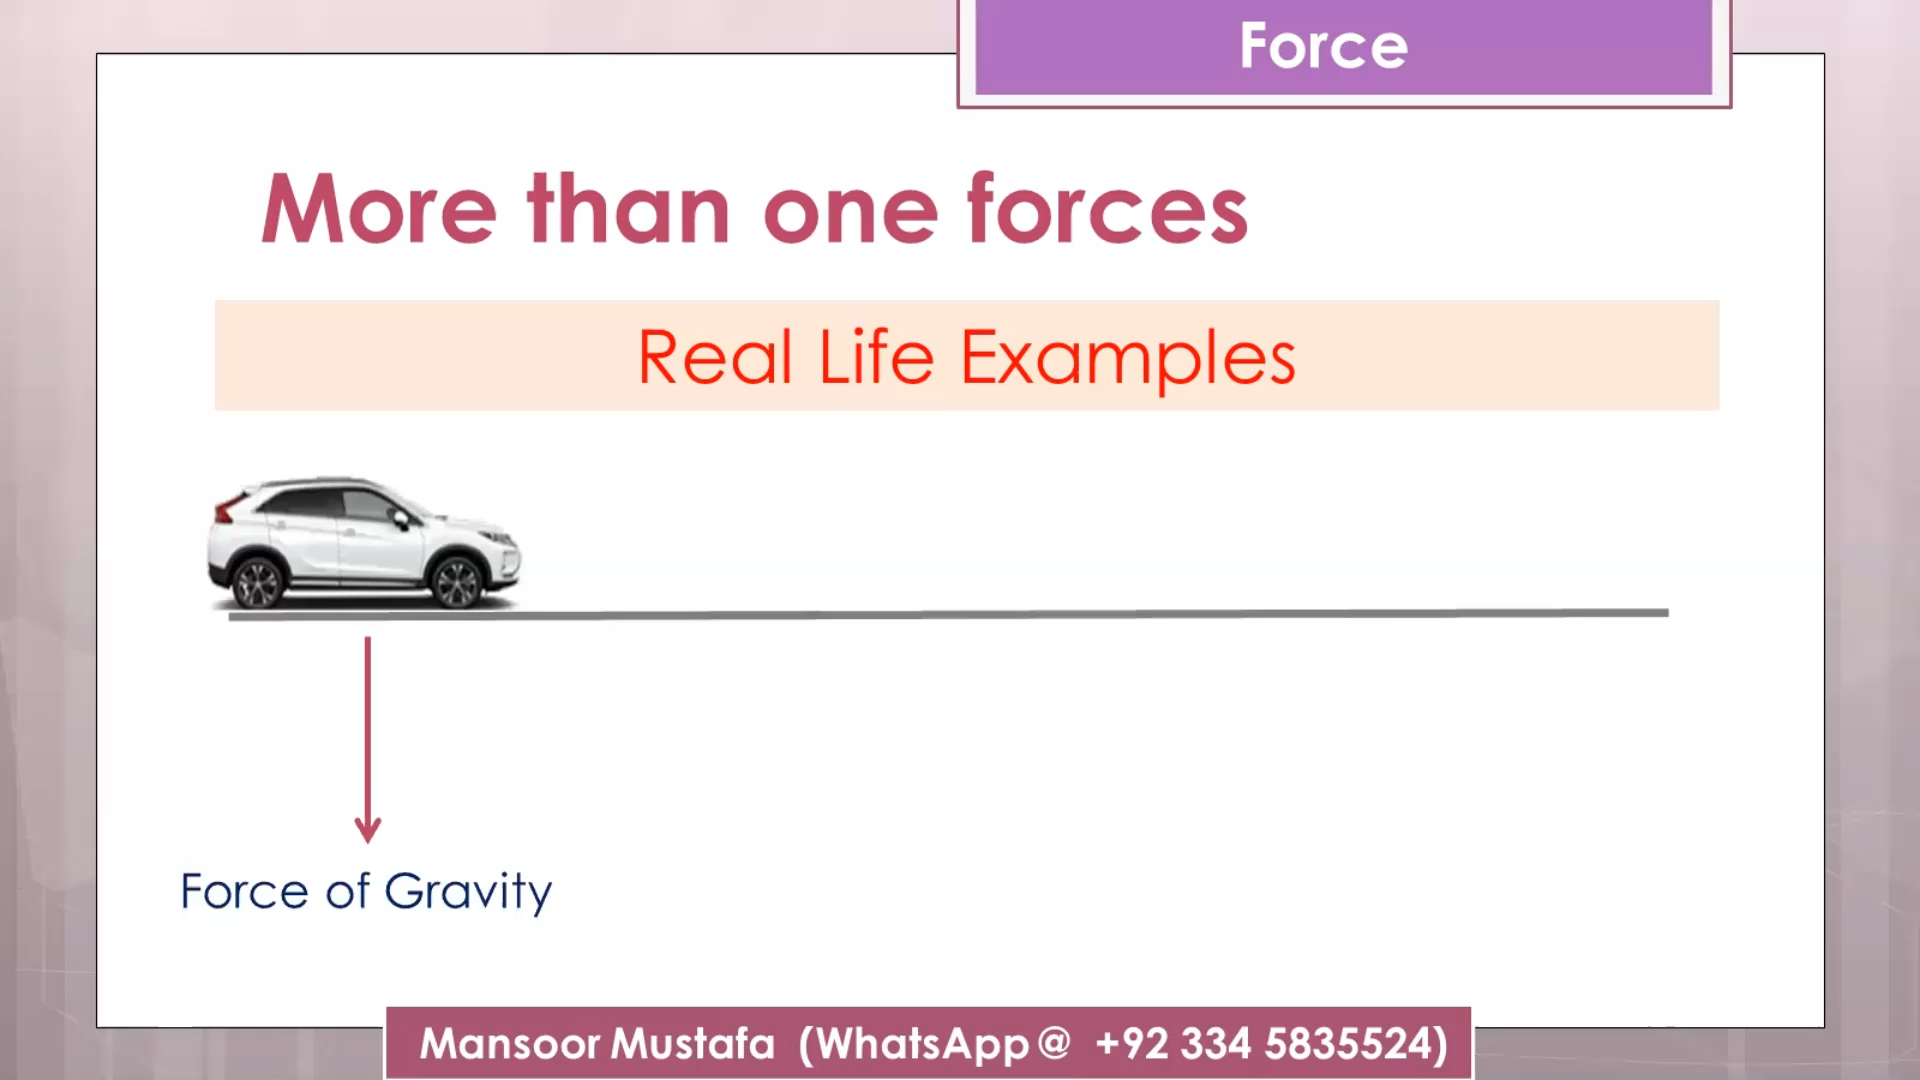 Force
More than one forces
Real Life Examples
Force of Gravity
Mansoor Mustafa (WhatsApp@ +92 334 5835524)